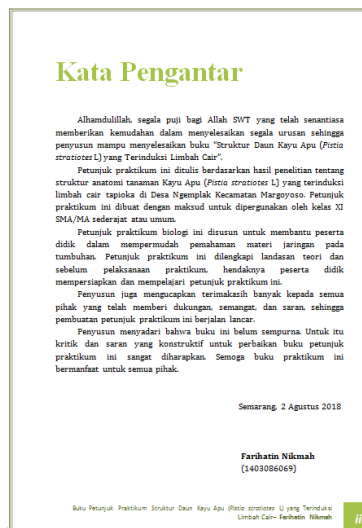 Kata Pengantar
Alhamdulillah, segala puji bagi Allah SWT yang telah senantiasa
memberikan kemudahan dalam menyelesaikan segala urusan sehingga
penyusun mampu menyelesaikan buku “Struktur Daun Kayu Apu (Pistia
stratiotes L) yang Terinduksi Limbah Cair”.
Petunjuk praktikum ini ditulis berdasarkan hasil penelitian tentang
struktur anatomi tanaman Kayu Apu (Pistia stratiotes L) yang terinduksi
limbah cair tapioka di Desa Ngemplak Kecamatan Margoyoso. Petunjuk
praktikum ini dibuat dengan maksud untuk dipergunakan oleh kelas XI
SMA/MA sederajat atau umum.
Petunjuk praktikum biologi ini disusun untuk membantu peserta
didik dalam mempermudah pemahaman materi jaringan pada
tumbuhan. Petunjuk praktikum ini dilengkapi landasan teori dan
sebelum pelaksanaan praktikum, hendaknya peserta didik
mempersiapkan dan mempelajari petunjuk praktikum ini.
Penyusun juga mengucapkan terimakasih banyak kepada semua
pihak yang telah memberi dukungan, semangat, dan saran, sehingga
pembuatan petunjuk praktikum ini berjalan lancar.
Penyusun menyadari bahwa buku ini belum sempurna. Untuk itu
kritik dan saran yang konstruktif untuk perbaikan buku petunjuk
praktikum ini sangat diharapkan. Semoga buku praktikum ini
bermanfaat untuk semua pihak.
Semarang, 2 Agustus 2018
Farihatin Nikmah
(1403086069)
Buku Petunjuk Praktikum Struktur Daun Kayu Apu (Pistia stratiotes L) yang Terinduksi
Limbah Cair– Farihatin Nikmah